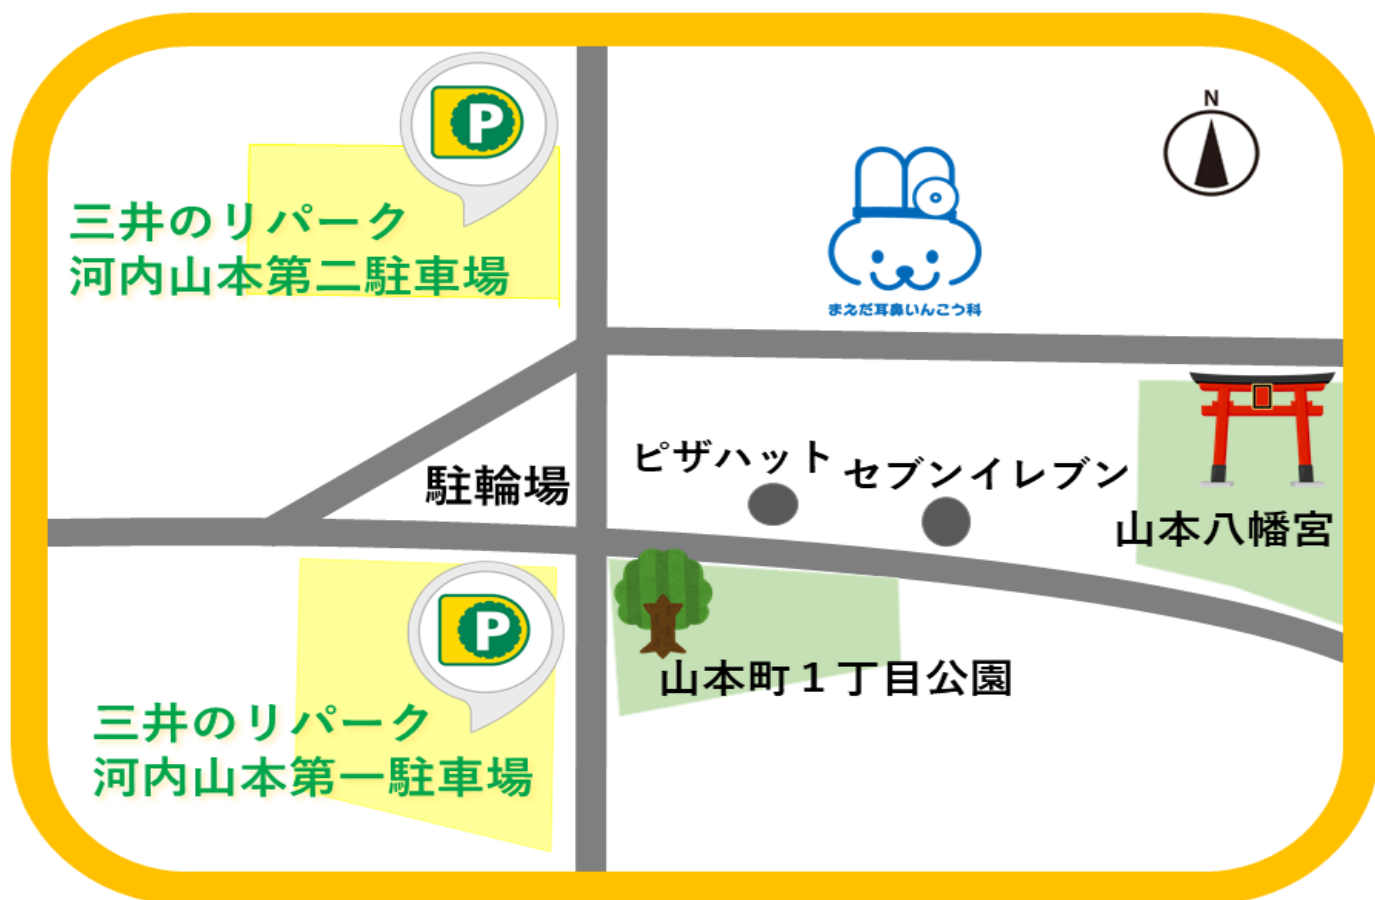 N
P
三井のリパーク
河内山本第二駐車場
まえだ耳鼻いんこう科
駐輪場
ピザハット
セブンイレブン
山本八幡宮
P
三井のリパーク
河内山本第一駐車場
山本町１丁目公園